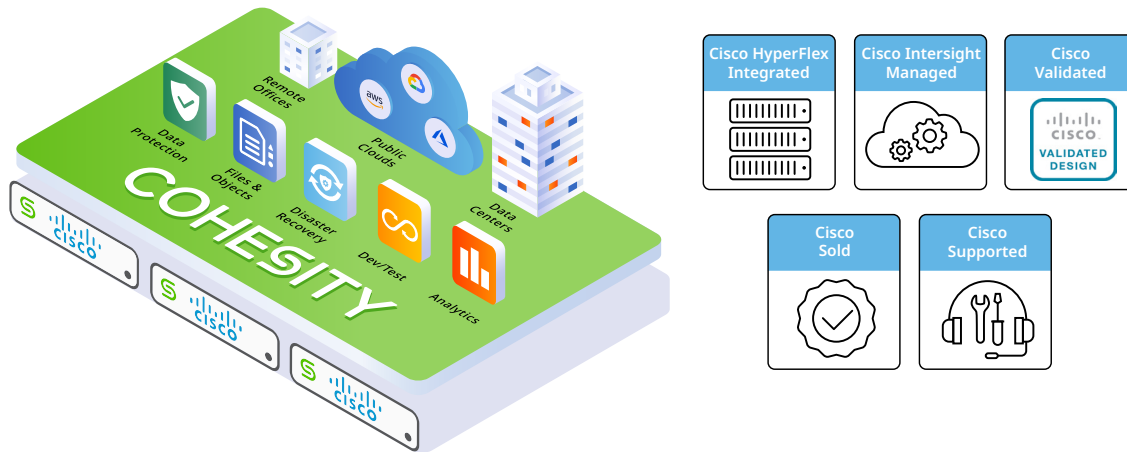 Remote
Offices
aws
Public
Clouds
Data
Centers
Data
Protection
Files &
Objects
Disaster
Recovery
Dev/Test
Analytics
COHESITY
CISCO
CISCO
CISCO
Cisco HyperFlex
Integrated
Cisco Intersight
Managed
Cisco
Validated
CISCO
VALIDATED
DESIGN
Cisco
Sold
Cisco
Supported